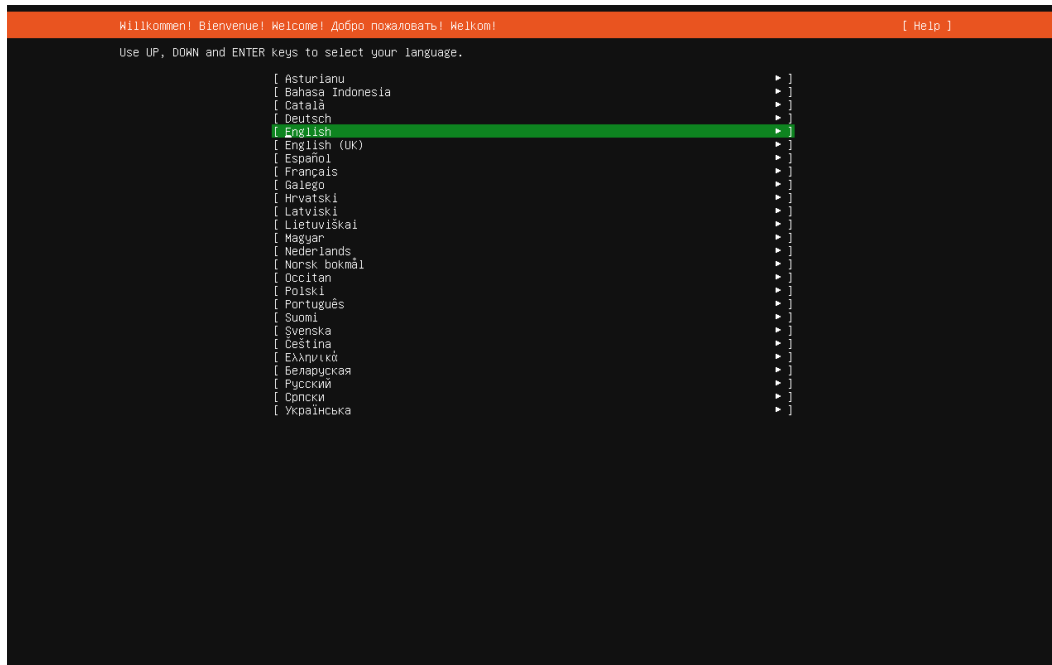 Willkommen! Bienvenue! Welcome! Добро пожаловать! Welkom! [ Help ]
Use UP, DOWN and ENTER keys to select your language.
[ Asturianu ► ]
[ Bahasa Indonesia ► ]
[ Català ► ]
[ Deutsch ► ]
[ English ► ]
[ English (UK) ► ]
[ Español ► ]
[ Français ► ]
[ Galego ► ]
[ Hrvatski ► ]
[ Latviski ► ]
[ Lietuviškai ► ]
[ Magyar ► ]
[ Nederlands ► ]
[ Norsk bokmål ► ]
[ Occitan ► ]
[ Polski ► ]
[ Português ► ]
[ Suomi ► ]
[ Svenska ► ]
[ Čeština ► ]
[ Ελληνικά ► ]
[ Беларуская ► ]
[ Русский ► ]
[ Српски ► ]
[ Українська ► ]